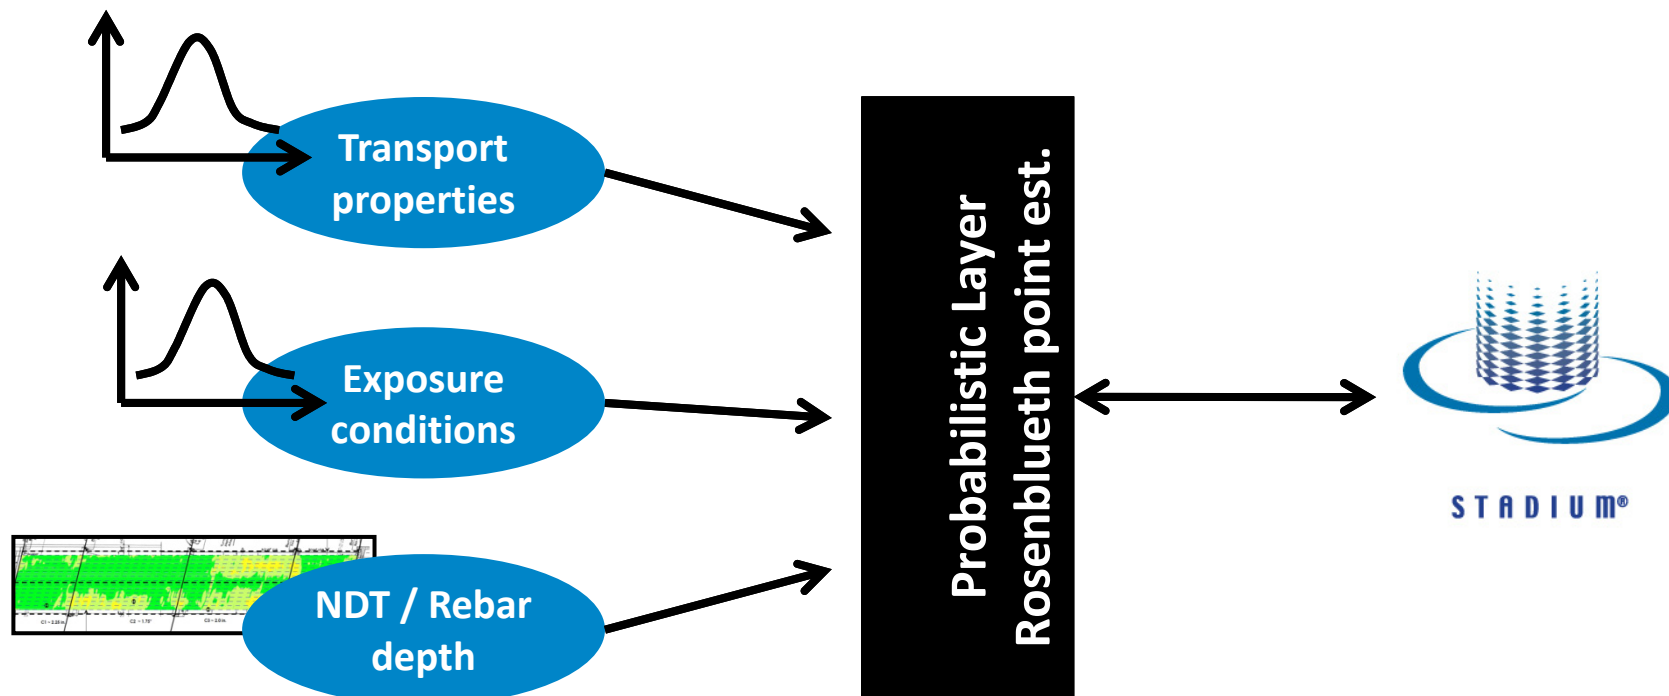 Transport
properties
Exposure
conditions
NDT / Rebar
depth
Probabilistic Layer
Rosenblueth point est.
STADIUM®